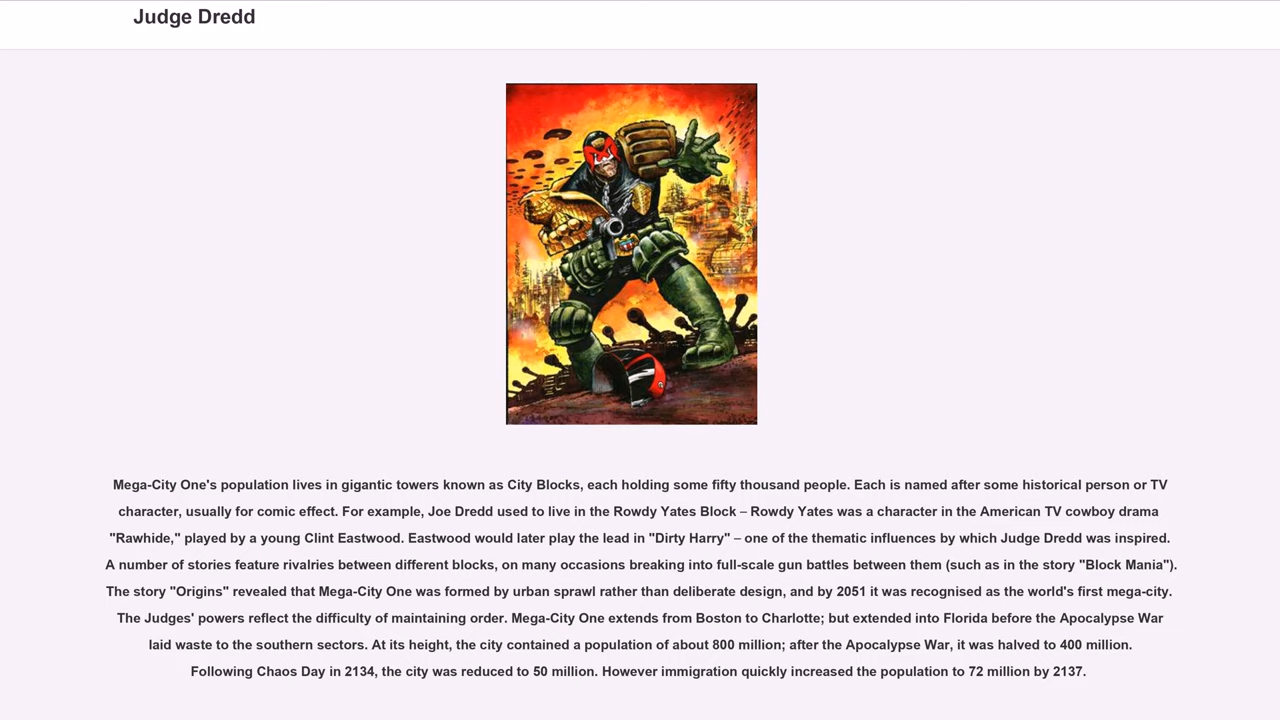 Judge Dredd
Mega-City One's population lives in gigantic towers known as City Blocks, each holding some fifty thousand people. Each is named after some historical person or TV
character, usually for comic effect. For example, Joe Dredd used to live in the Rowdy Yates Block – Rowdy Yates was a character in the American TV cowboy drama
"Rawhide," played by a young Clint Eastwood. Eastwood would later play the lead in "Dirty Harry" – one of the thematic influences by which Judge Dredd was inspired.
A number of stories feature rivalries between different blocks, on many occasions breaking into full-scale gun battles between them (such as in the story "Block Mania").
The story "Origins" revealed that Mega-City One was formed by urban sprawl rather than deliberate design, and by 2051 it was recognised as the world's first mega-city.
The Judges' powers reflect the difficulty of maintaining order. Mega-City One extends from Boston to Charlotte; but extended into Florida before the Apocalypse War
laid waste to the southern sectors. At its height, the city contained a population of about 800 million; after the Apocalypse War, it was halved to 400 million.
Following Chaos Day in 2134, the city was reduced to 50 million. However immigration quickly increased the population to 72 million by 2137.